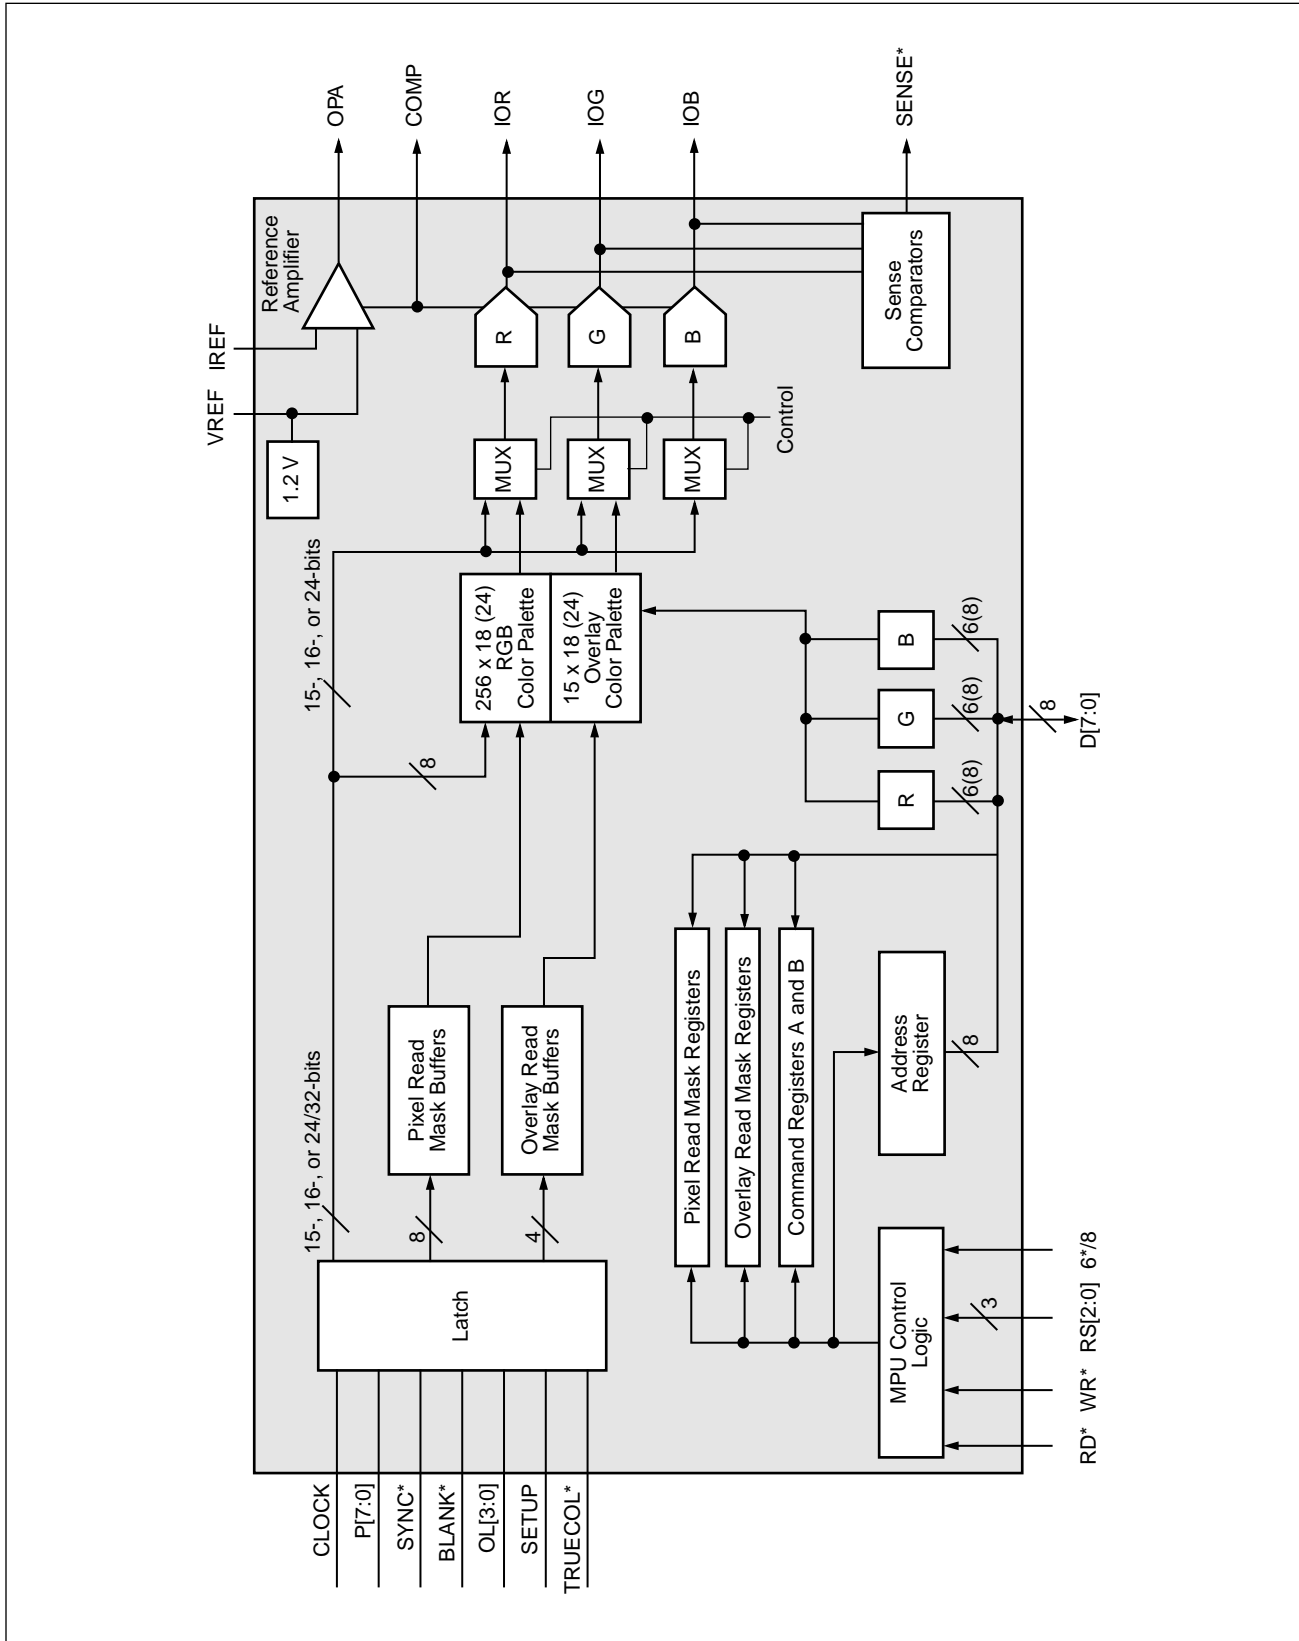 CLOCK
P[7:0]
SYNC*
BLANK*
OL[3:0]
SETUP
TRUECOL*
Latch
15-, 16-, or 24/32-bits
8
4
Pixel Read
Mask Buffers
Overlay Read
Mask Buffers
15-, 16-, or 24-bits
8
256 x 18 (24)
RGB
Color Palette
15 x 18 (24)
Overlay
Color Palette
1.2 V
VREF
IREF
Reference
Amplifier
MUX
MUX
MUX
Control
R
G
B
OPA
COMP
IOR
IOG
IOB
SENSE*
Sense
Comparators
Pixel Read Mask Registers
Overlay Read Mask Registers
Command Registers A and B
MPU Control
Logic
Address
Register
8
R
G
B
6(8)
6(8)
6(8)
3
RD*
WR*
RS[2:0]
6*/8
8
D[7:0]